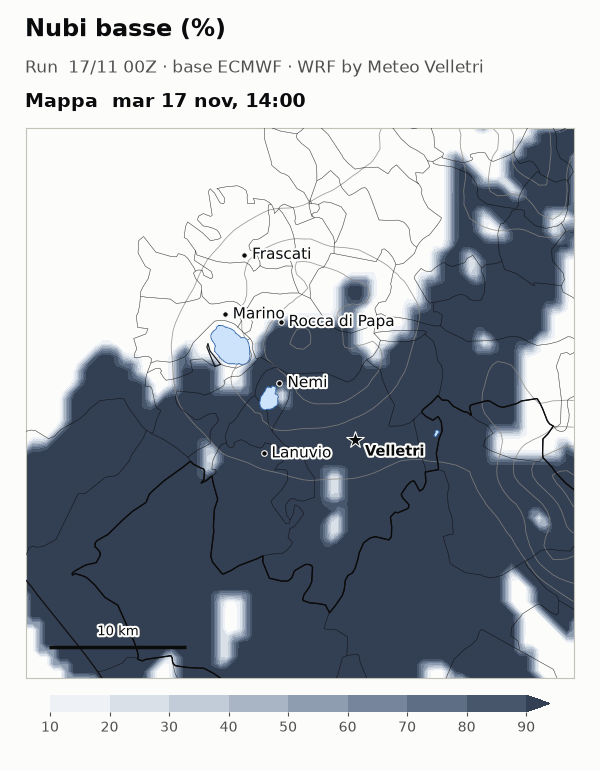 Nubi basse (%)
Run  17/11 00Z · base ECMWF · WRF by Meteo Velletri
Mappa  mar 17 nov, 14:00
Frascati
Marino
Rocca di Papa
Nemi
Velletri
Lanuvio
10 km
10 20 30 40 50 60 70 80 90